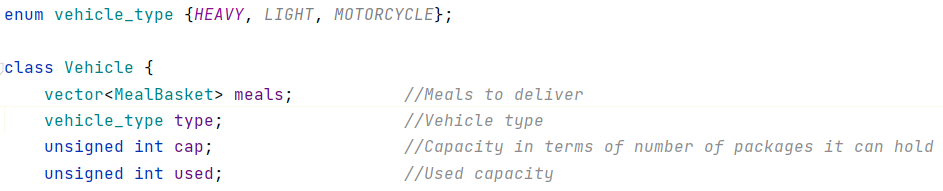 enum vehicle_type {HEAVY, LIGHT, MOTORCYCLE};
class Vehicle {
vector<MealBasket> meals; //Meals to deliver
vehicle_type type; //Vehicle type
unsigned int cap; //Capacity in terms of number of packages it can hold
unsigned int used; //Used capacity